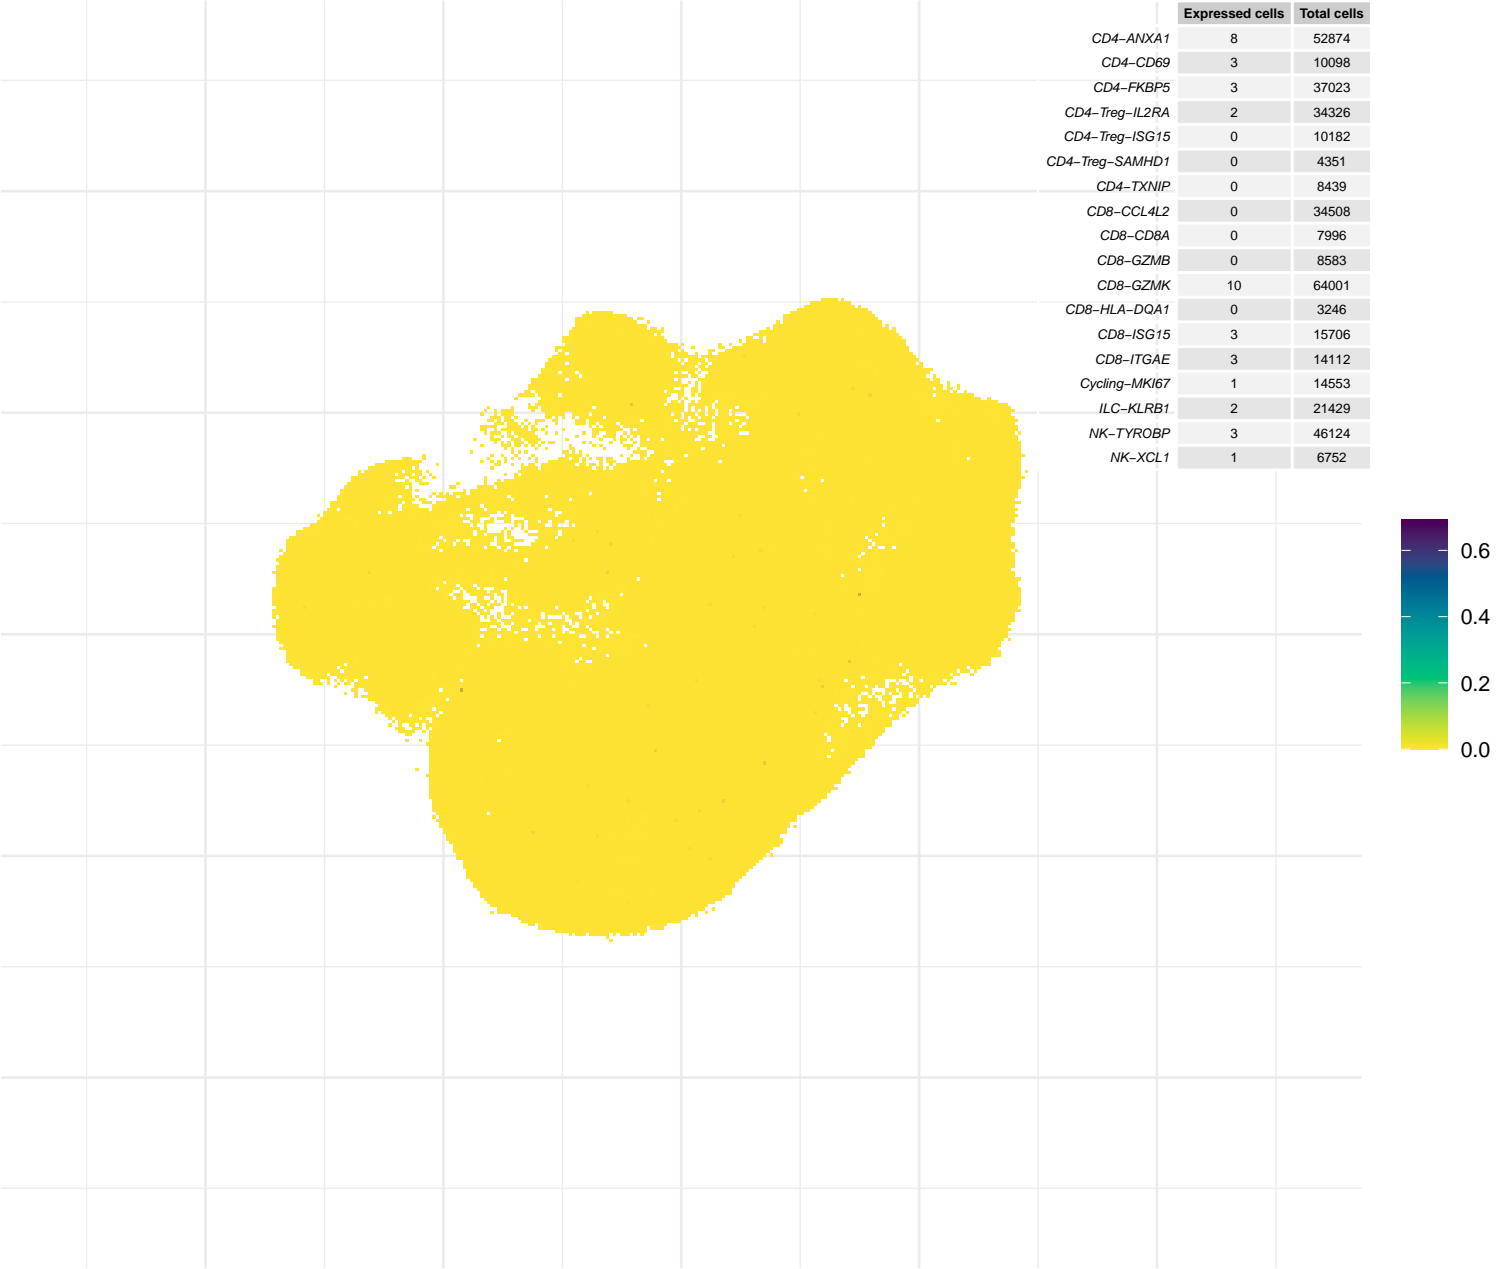 Expressed cells Total cells
CD4−ANXA1 8 52874
CD4−CD69 3 10098
CD4−FKBP5 3 37023
CD4−Treg−IL2RA 2 34326
CD4−Treg−ISG15 0 10182
CD4−Treg−SAMHD1 0 4351
CD4−TXNIP 0 8439
CD8−CCL4L2 0 34508
CD8−CD8A 0 7996
CD8−GZMB 0 8583
CD8−GZMK 10 64001
CD8−HLA−DQA1 0 3246
CD8−ISG15 3 15706
CD8−ITGAE 3 14112
Cycling−MKI67 1 14553
ILC−KLRB1 2 21429
NK−TYROBP 3 46124
NK−XCL1 1 6752
0.6
0.4
0.2
0.0